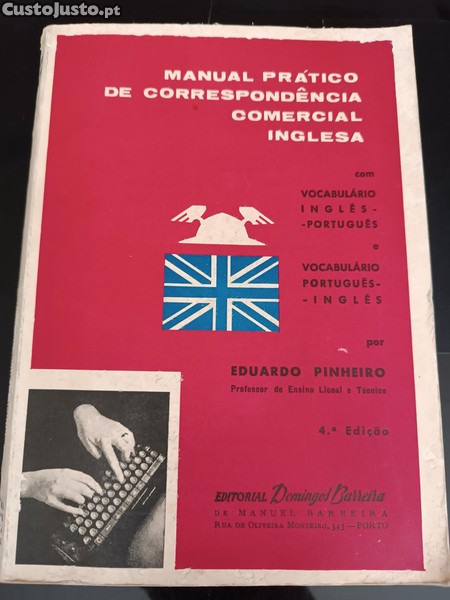 CustoJusto.pt
MANUAL PRÁTICO
DE CORRESPONDÊNCIA
COMERCIAL
INGLESA
com
VOCABULÁRIO
INGLÊS-
-PORTUGUÊS
e
VOCABULÁRIO
PORTUGUÊS-
-INGLÊS
por
EDUARDO PINHEIRO
Professor do Ensino Liceal e Técnico
4.ª Edição
EDITORIAL Domingos Barreira
DE MANUEL BARREIRA
RUA DE OLIVEIRA MONTEIRO, 343—PORTO